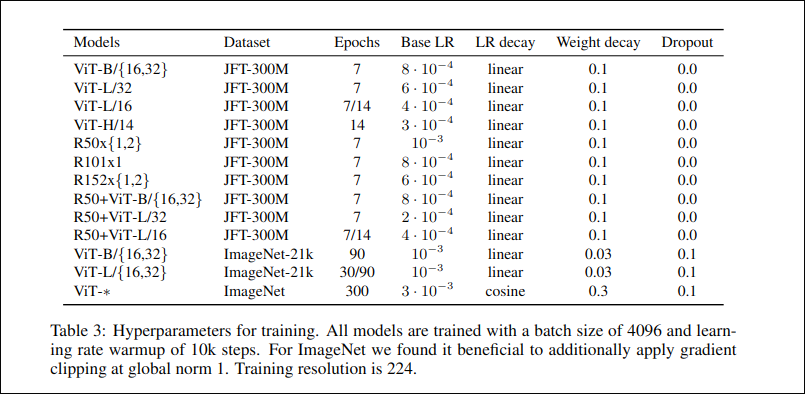 Models Dataset Epochs Base LR LR decay Weight decay Dropout
ViT-B/{16,32} JFT-300M 7 8 · 10⁻⁴ linear 0.1 0.0
ViT-L/32 JFT-300M 7 6 · 10⁻⁴ linear 0.1 0.0
ViT-L/16 JFT-300M 7/14 4 · 10⁻⁴ linear 0.1 0.0
ViT-H/14 JFT-300M 14 3 · 10⁻⁴ linear 0.1 0.0
R50x{1,2} JFT-300M 7 10⁻³ linear 0.1 0.0
R101x1 JFT-300M 7 8 · 10⁻⁴ linear 0.1 0.0
R152x{1,2} JFT-300M 7 6 · 10⁻⁴ linear 0.1 0.0
R50+ViT-B/{16,32} JFT-300M 7 8 · 10⁻⁴ linear 0.1 0.0
R50+ViT-L/32 JFT-300M 7 2 · 10⁻⁴ linear 0.1 0.0
R50+ViT-L/16 JFT-300M 7/14 4 · 10⁻⁴ linear 0.1 0.0
ViT-B/{16,32} ImageNet-21k 90 10⁻³ linear 0.03 0.1
ViT-L/{16,32} ImageNet-21k 30/90 10⁻³ linear 0.03 0.1
ViT-∗ ImageNet 300 3 · 10⁻³ cosine 0.3 0.1
Table 3: Hyperparameters for training. All models are trained with a batch size of 4096 and learn-
ing rate warmup of 10k steps. For ImageNet we found it beneficial to additionally apply gradient
clipping at global norm 1. Training resolution is 224.